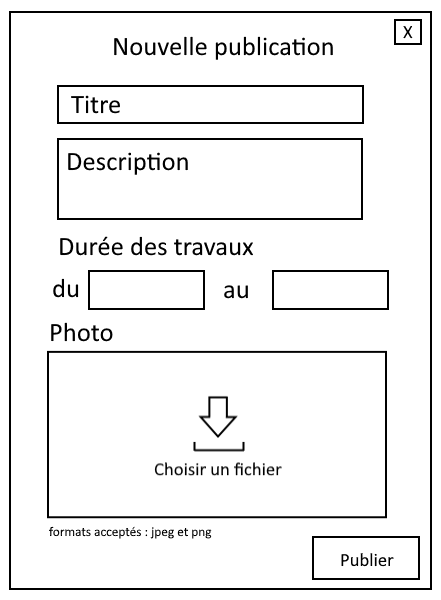 X
Nouvelle publication
Titre
Description
Durée des travaux
du au
Photo
Choisir un fichier
formats acceptés : jpeg et png
Publier